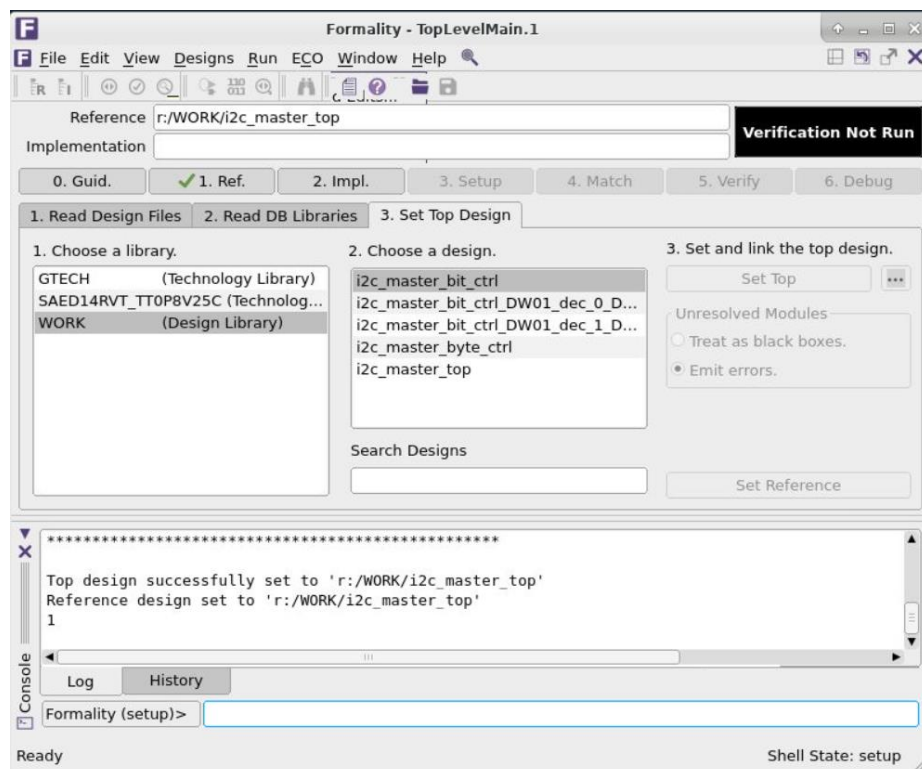 Formality - TopLevelMain.1
File Edit View Designs Run ECO Window Help
Reference r:/WORK/i2c_master_top
Verification Not Run
Implementation
0. Guid. 1. Ref. 2. Impl. 3. Setup 4. Match 5. Verify 6. Debug
1. Read Design Files 2. Read DB Libraries 3. Set Top Design
1. Choose a library. 2. Choose a design. 3. Set and link the top design.
GTECH (Technology Library) i2c_master_bit_ctrl Set Top ...
SAED14RVT_TT0P8V25C (Technolog... i2c_master_bit_ctrl_DW01_dec_0_D... Unresolved Modules
WORK (Design Library) i2c_master_bit_ctrl_DW01_dec_1_D... Treat as black boxes.
i2c_master_byte_ctrl
i2c_master_top Emit errors.
Search Designs
Set Reference
**************************************************
Top design successfully set to 'r:/WORK/i2c_master_top'
Reference design set to 'r:/WORK/i2c_master_top'
1
Console
Log History
Formality (setup)>
Ready Shell State: setup